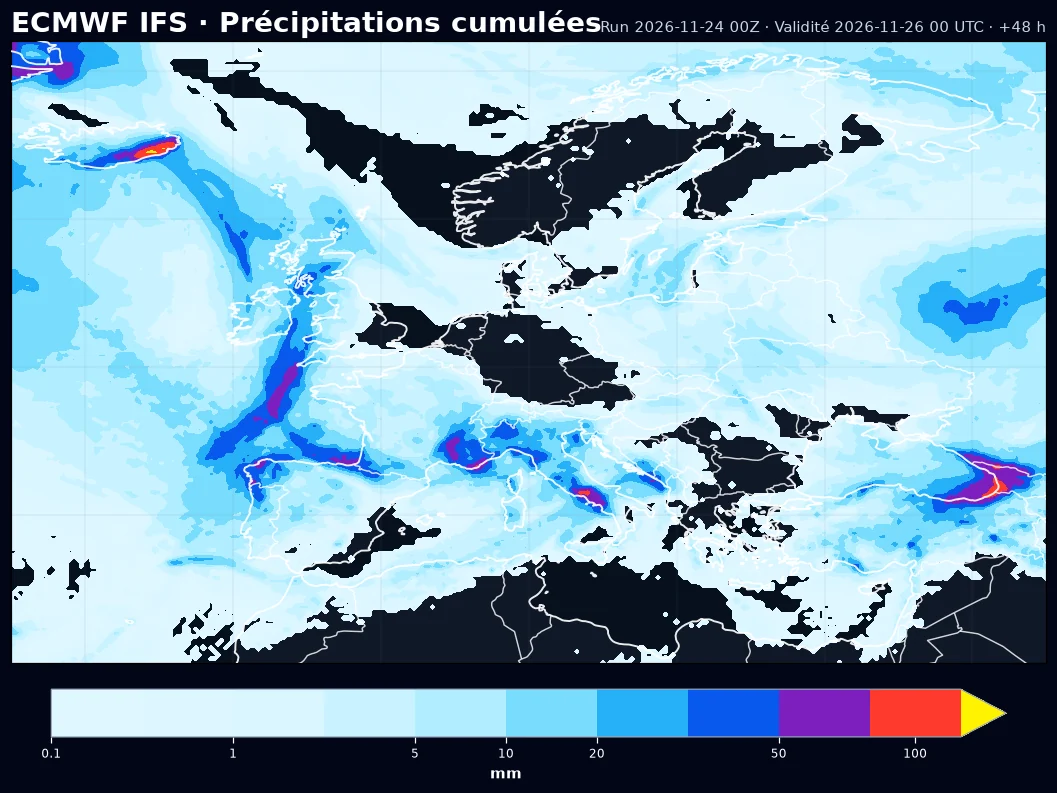 ECMWF IFS · Précipitations cumulées
Run 2026-11-24 00Z · Validité 2026-11-26 00 UTC · +48 h
0.1 1 5 10 20 50 100
mm